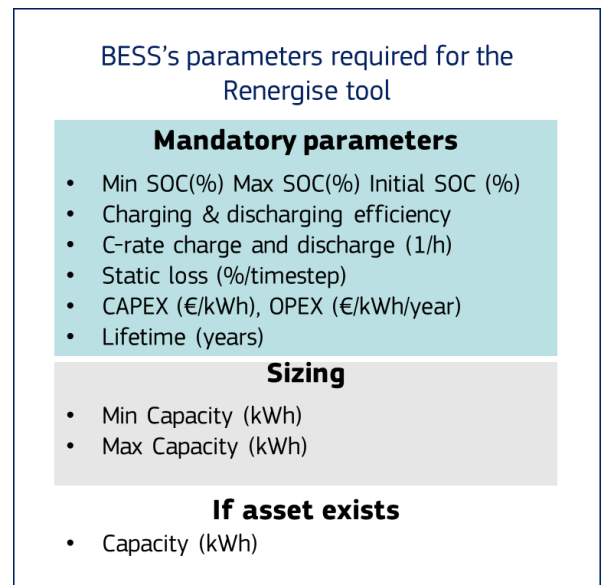 BESS's parameters required for the
Renergise tool
Mandatory parameters
• Min SOC(%) Max SOC(%) Initial SOC (%)
• Charging & discharging efficiency
• C-rate charge and discharge (1/h)
• Static loss (%/timestep)
• CAPEX (€/kWh), OPEX (€/kWh/year)
• Lifetime (years)
Sizing
• Min Capacity (kWh)
• Max Capacity (kWh)
If asset exists
• Capacity (kWh)